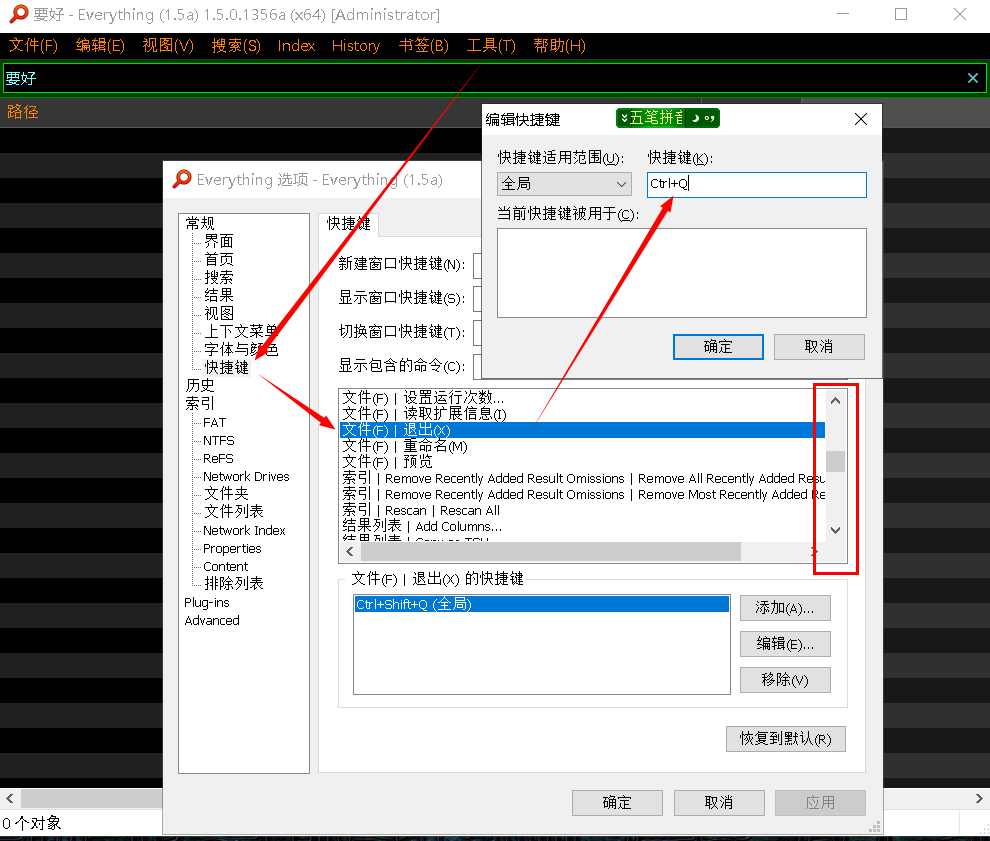 要好 - Everything (1.5a) 1.5.0.1356a (x64) [Administrator]
文件(F) 编辑(E) 视图(V) 搜索(S) Index History 书签(B) 工具(T) 帮助(H)
要好
路径
编辑快捷键
五笔拼音
快捷键适用范围(U):
快捷键(K):
全局
Ctrl+Q
当前快捷键被用于(C):
确定
取消
Everything 选项 - Everything (1.5a)
常规
界面
首页
搜索
结果
视图
上下文菜单
字体与颜色
快捷键
历史
索引
FAT
NTFS
ReFS
Network Drives
文件夹
文件列表
Network Index
Properties
Content
排除列表
Plug-ins
Advanced
快捷键
新建窗口快捷键(N):
显示窗口快捷键(S):
切换窗口快捷键(T):
显示包含的命令(C):
文件(F) | 设置运行次数...
文件(F) | 读取扩展信息(I)
文件(F) | 退出(X)
文件(F) | 重命名(M)
文件(F) | 预览
索引 | Remove Recently Added Result Omissions | Remove All Recently Added Resu
索引 | Remove Recently Added Result Omissions | Remove Most Recently Added Re
索引 | Rescan | Rescan All
结果列表 | Add Columns...
文件(F) | 退出(X) 的快捷键
Ctrl+Shift+Q (全局)
添加(A)...
编辑(E)...
移除(V)
恢复到默认(R)
确定
取消
应用
0 个对象